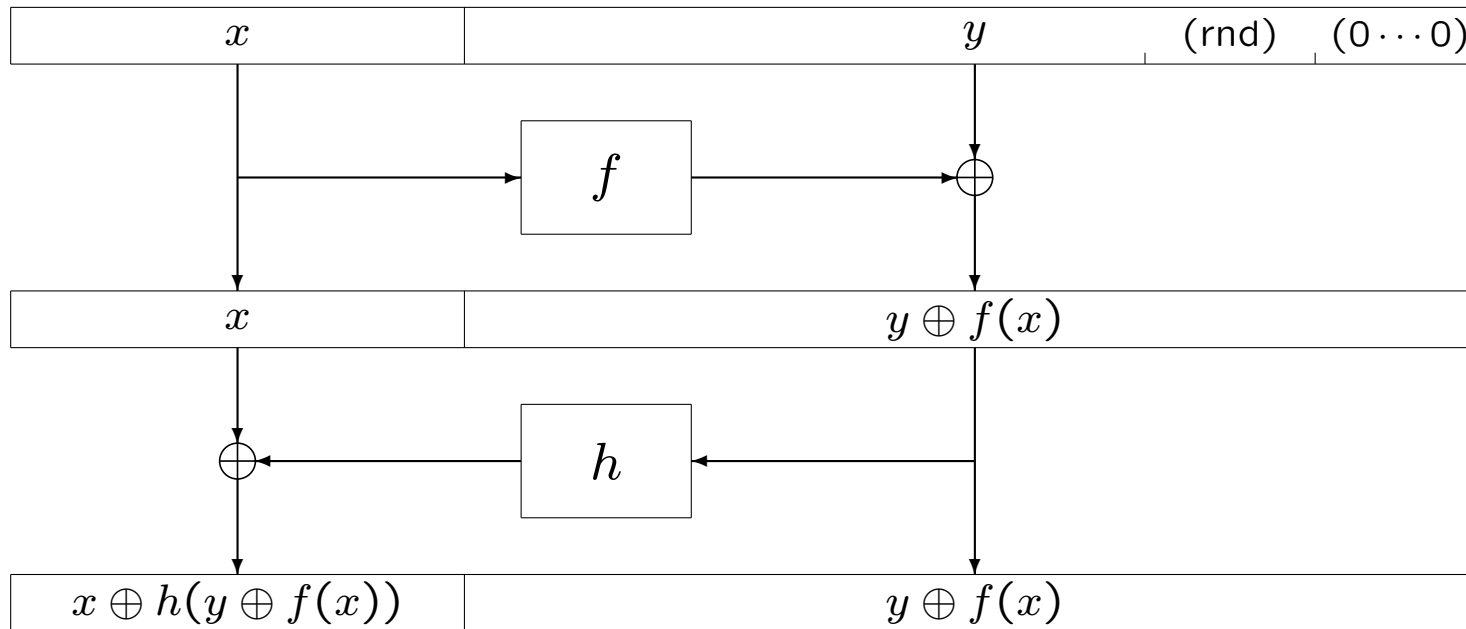 x y (rnd) (0⋯0)
f
x y ⊕ f(x)
h
x ⊕ h(y ⊕ f(x)) y ⊕ f(x)